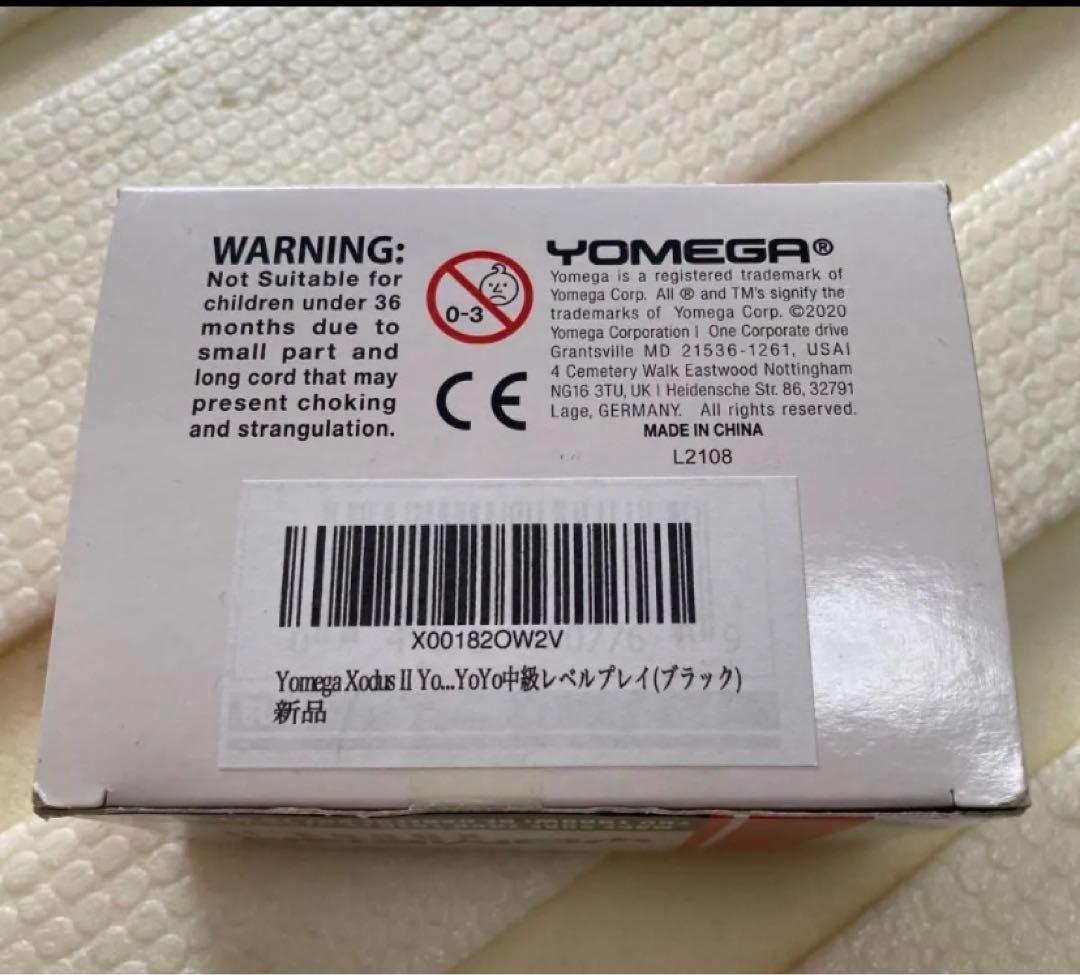 WARNING:
Not Suitable for
children under 36
months due to
small part and
long cord that may
present choking
and strangulation.
0-3
CE
YOMEGA®
Yomega is a registered trademark of
Yomega Corp. All ® and TM's signify the
trademarks of Yomega Corp. ©2020
Yomega Corporation | One Corporate drive
Grantsville MD 21536-1261, USA|
4 Cemetery Walk Eastwood Nottingham
NG16 3TU, UK | Heidensche Str. 86, 32791
Lage, GERMANY. All rights reserved.
MADE IN CHINA
L2108
X00182OW2V
Yomega Xodus II Yo...YoYo中級レベルプレイ(ブラック)
新品